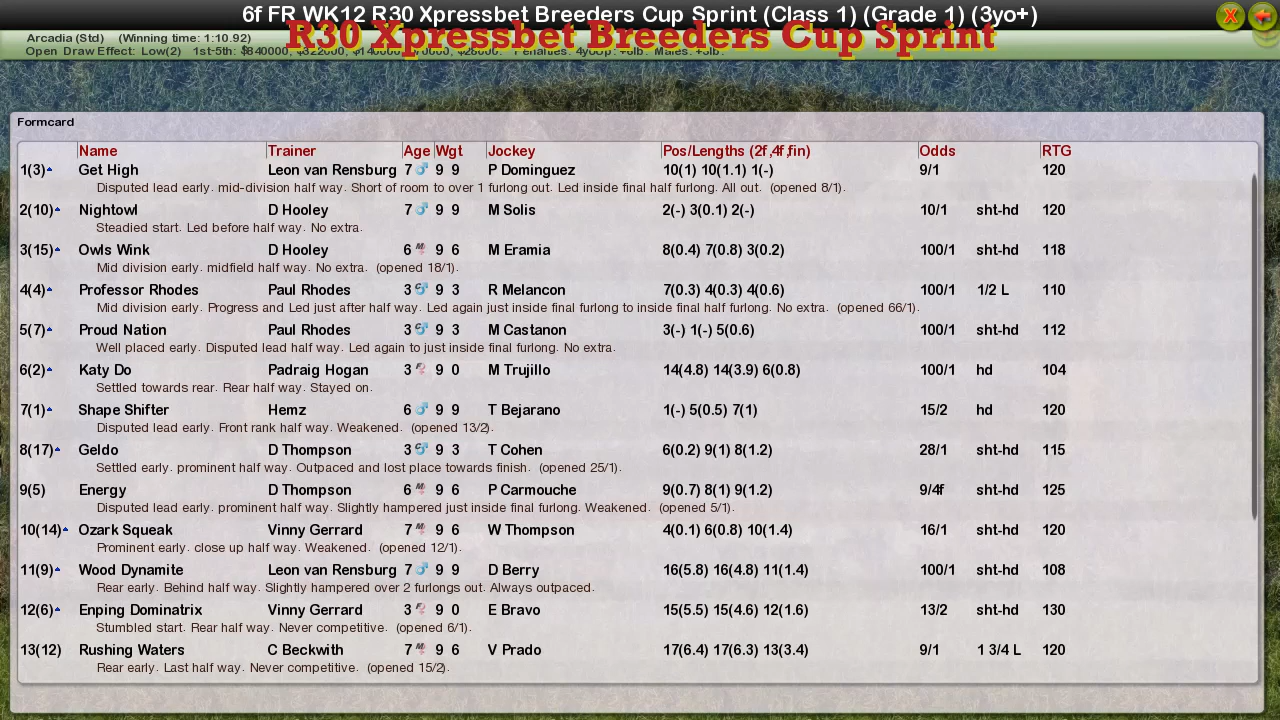 6f FR WK12 R30 Xpressbet Breeders Cup Sprint (Class 1) (Grade 1) (3yo+)
R30 Xpressbet Breeders Cup Sprint
Arcadia (Std) (Winning time: 1:10.92)
Open Draw Effect: Low(2) 1st-5th: $840000, $322000, $140000, $70000, $28000. Penalties: 4yoUp:
Formcard
Name Trainer Age Wgt Jockey Pos/Lengths (2f,4f,fin) Odds RTG
1(3) Get High Leon van Rensburg 7 9 9 P Dominguez 10(1) 10(1.1) 1(-) 9/1 120
Disputed lead early. mid-division half way. Short of room to over 1 furlong out. Led inside final half furlong. All out. (opened 8/1).
2(10) Nightowl D Hooley 7 9 9 M Solis 2(-) 3(0.1) 2(-) 10/1 sht-hd 120
Steadied start. Led before half way. No extra.
3(15) Owls Wink D Hooley 6 9 6 M Eramia 8(0.4) 7(0.8) 3(0.2) 100/1 sht-hd 118
Mid division early. midfield half way. No extra. (opened 18/1).
4(4) Professor Rhodes Paul Rhodes 3 9 3 R Melancon 7(0.3) 4(0.3) 4(0.6) 100/1 1/2 L 110
Mid division early. Progress and Led just after half way. Led again just inside final furlong to inside final half furlong. No extra. (opened 66/1).
5(7) Proud Nation Paul Rhodes 3 9 3 M Castanon 3(-) 1(-) 5(0.6) 100/1 sht-hd 112
Well placed early. Disputed lead half way. Led again to just inside final furlong. No extra.
6(2) Katy Do Padraig Hogan 3 9 0 M Trujillo 14(4.8) 14(3.9) 6(0.8) 100/1 hd 104
Settled towards rear. Rear half way. Stayed on.
7(1) Shape Shifter Hemz 6 9 9 T Bejarano 1(-) 5(0.5) 7(1) 15/2 hd 120
Disputed lead early. Front rank half way. Weakened. (opened 13/2).
8(17) Geldo D Thompson 3 9 3 T Cohen 6(0.2) 9(1) 8(1.2) 28/1 sht-hd 115
Settled early. prominent half way. Outpaced and lost place towards finish. (opened 25/1).
9(5) Energy D Thompson 6 9 6 P Carmouche 9(0.7) 8(1) 9(1.2) 9/4f sht-hd 125
Disputed lead early. prominent half way. Slightly hampered just inside final furlong. Weakened. (opened 5/1).
10(14) Ozark Squeak Vinny Gerrard 7 9 6 W Thompson 4(0.1) 6(0.8) 10(1.4) 16/1 sht-hd 120
Prominent early. close up half way. Weakened. (opened 12/1).
11(9) Wood Dynamite Leon van Rensburg 7 9 9 D Berry 16(5.8) 16(4.8) 11(1.4) 100/1 sht-hd 108
Rear early. Behind half way. Slightly hampered over 2 furlongs out. Always outpaced.
12(6) Enping Dominatrix Vinny Gerrard 3 9 0 E Bravo 15(5.5) 15(4.6) 12(1.6) 13/2 sht-hd 130
Stumbled start. Rear half way. Never competitive. (opened 6/1).
13(12) Rushing Waters C Beckwith 7 9 6 V Prado 17(6.4) 17(6.3) 13(3.4) 9/1 1 3/4 L 120
Rear early. Last half way. Never competitive. (opened 15/2).